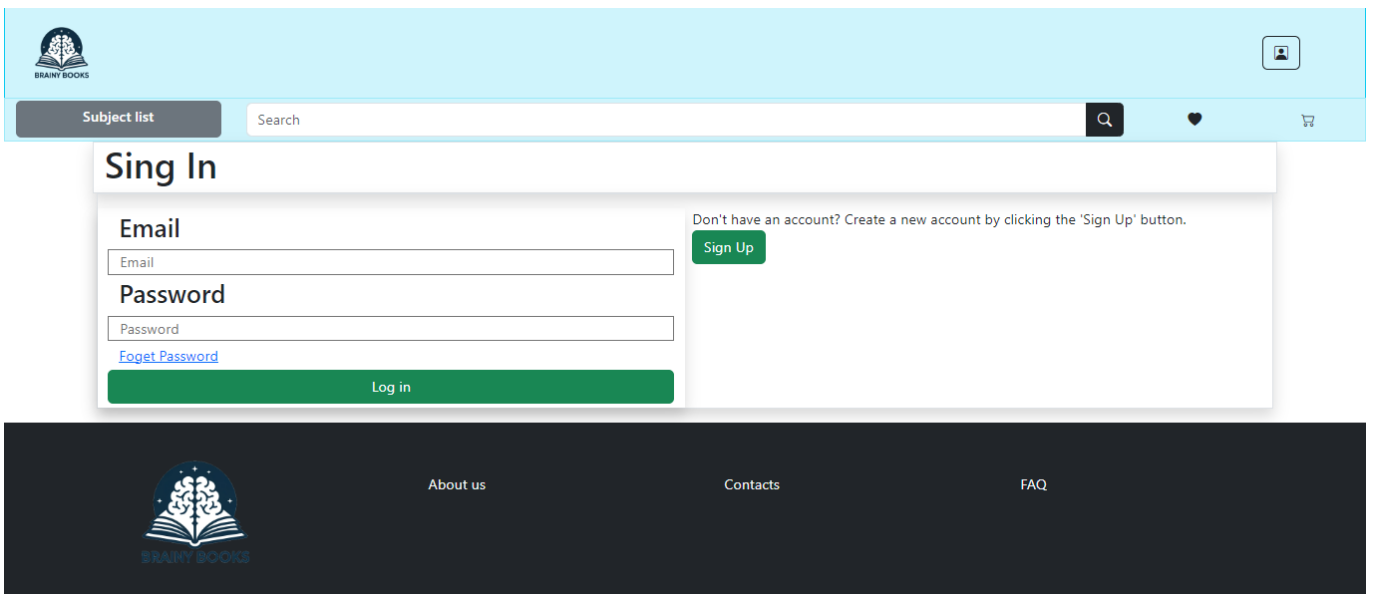 BRAINY BOOKS
Subject list
Search
Sing In
Email
Email
Password
Password
Foget Password
Log in
Don't have an account? Create a new account by clicking the 'Sign Up' button.
Sign Up
BRAINY BOOKS
About us
Contacts
FAQ